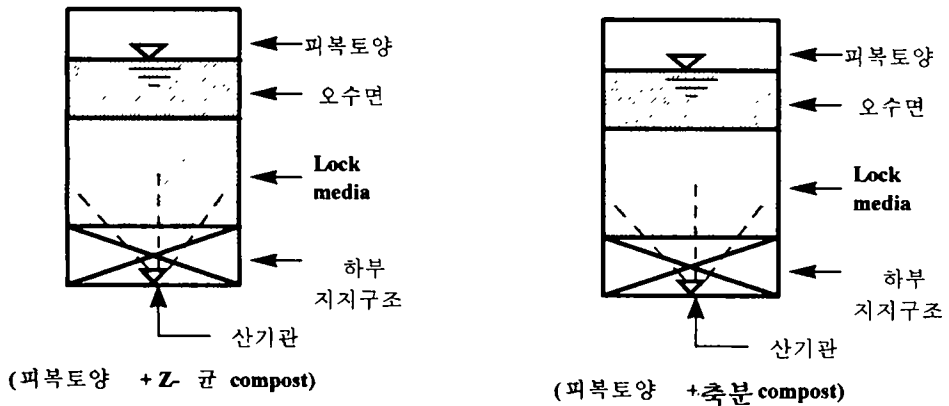 피복토양
오수면
Lock
media
하부
지지구조
산기관
(피복토양 + Z- 균 compost)
피복토양
오수면
Lock
media
하부
지지구조
산기관
(피복토양 +축분 compost)